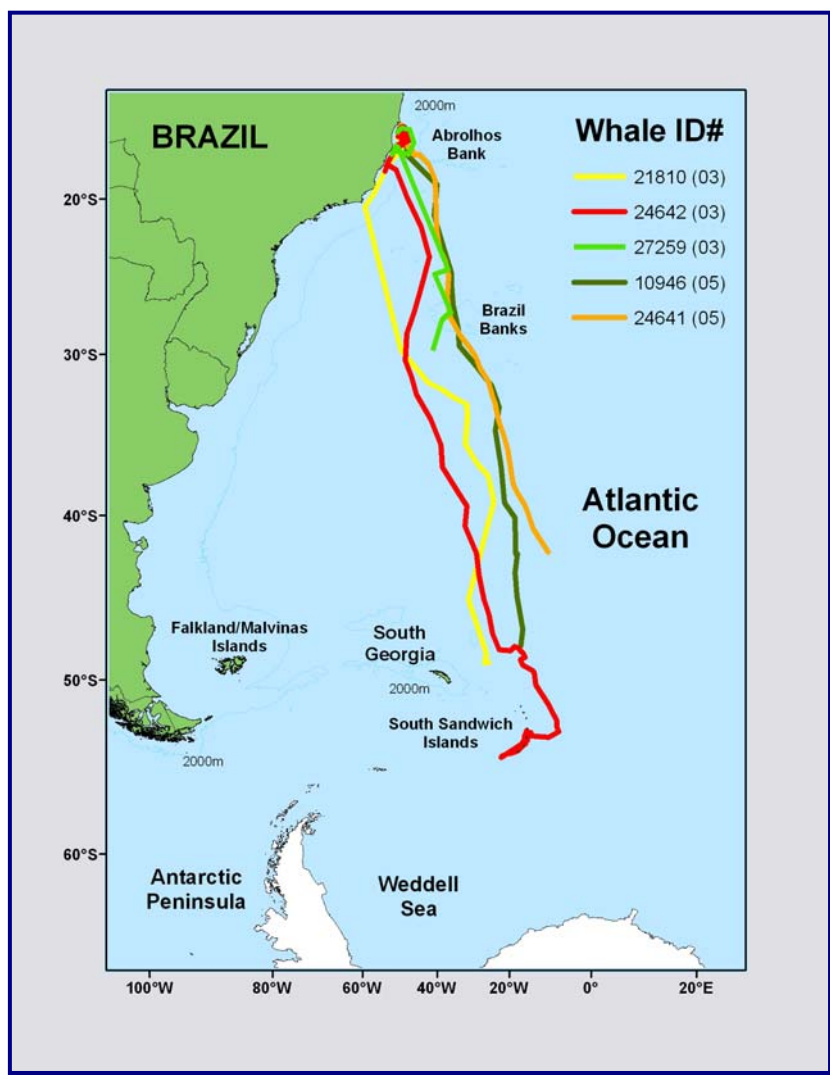 2000m
BRAZIL
Abrolhos
Bank
Whale ID#
21810 (03)
24642 (03)
27259 (03)
10946 (05)
24641 (05)
20°S
Brazil
Banks
30°S
Atlantic
Ocean
40°S
Falkland/Malvinas
Islands
South
Georgia
50°S
2000m
South Sandwich
Islands
2000m
60°S
Antarctic
Peninsula
Weddell
Sea
100°W
80°W
60°W
40°W
20°W
0°
20°E